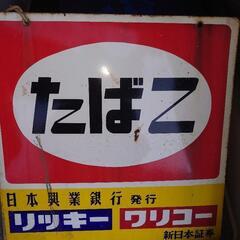 たばこ
日本興業銀行発行
リッキー ワリコー
新日本証券